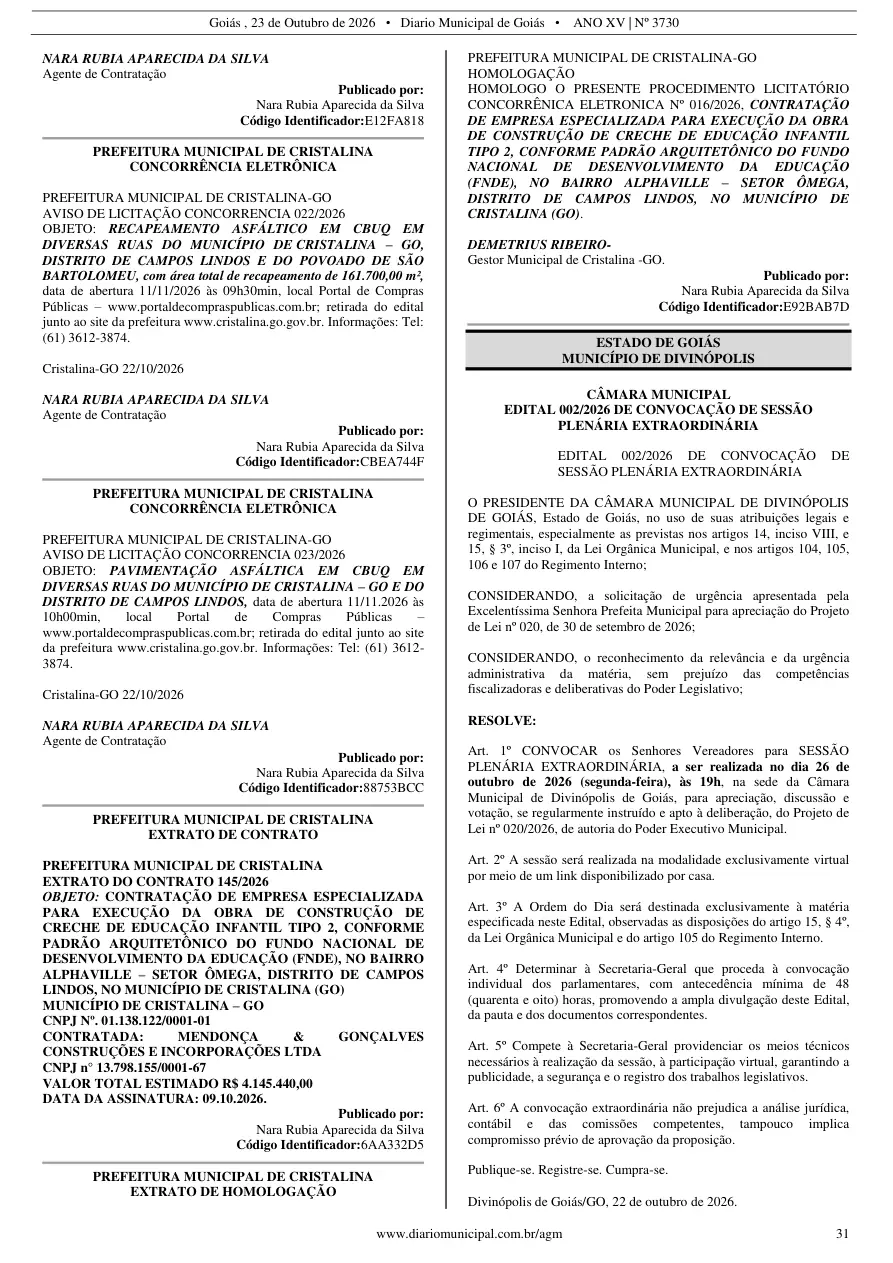 Goiás , 23 de Outubro de 2026 • Diario Municipal de Goiás • ANO XV | Nº 3730
NARA RUBIA APARECIDA DA SILVA
Agente de Contratação
Publicado por:
Nara Rubia Aparecida da Silva
Código Identificador:E12FA818
PREFEITURA MUNICIPAL DE CRISTALINA
CONCORRÊNCIA ELETRÔNICA
PREFEITURA MUNICIPAL DE CRISTALINA-GO
AVISO DE LICITAÇÃO CONCORRENCIA 022/2026
OBJETO: RECAPEAMENTO ASFÁLTICO EM CBUQ EM
DIVERSAS RUAS DO MUNICÍPIO DE CRISTALINA – GO,
DISTRITO DE CAMPOS LINDOS E DO POVOADO DE SÃO
BARTOLOMEU, com área total de recapeamento de 161.700,00 m²,
data de abertura 11/11/2026 às 09h30min, local Portal de Compras
Públicas – www.portaldecompraspublicas.com.br; retirada do edital
junto ao site da prefeitura www.cristalina.go.gov.br. Informações: Tel:
(61) 3612-3874.
Cristalina-GO 22/10/2026
NARA RUBIA APARECIDA DA SILVA
Agente de Contratação
Publicado por:
Nara Rubia Aparecida da Silva
Código Identificador:CBEA744F
PREFEITURA MUNICIPAL DE CRISTALINA
CONCORRÊNCIA ELETRÔNICA
PREFEITURA MUNICIPAL DE CRISTALINA-GO
AVISO DE LICITAÇÃO CONCORRENCIA 023/2026
OBJETO: PAVIMENTAÇÃO ASFÁLTICA EM CBUQ EM
DIVERSAS RUAS DO MUNICÍPIO DE CRISTALINA – GO E DO
DISTRITO DE CAMPOS LINDOS, data de abertura 11/11.2026 às
10h00min, local Portal de Compras Públicas –
www.portaldecompraspublicas.com.br; retirada do edital junto ao site
da prefeitura www.cristalina.go.gov.br. Informações: Tel: (61) 3612-
3874.
Cristalina-GO 22/10/2026
NARA RUBIA APARECIDA DA SILVA
Agente de Contratação
Publicado por:
Nara Rubia Aparecida da Silva
Código Identificador:88753BCC
PREFEITURA MUNICIPAL DE CRISTALINA
EXTRATO DE CONTRATO
PREFEITURA MUNICIPAL DE CRISTALINA
EXTRATO DO CONTRATO 145/2026
OBJETO: CONTRATAÇÃO DE EMPRESA ESPECIALIZADA
PARA EXECUÇÃO DA OBRA DE CONSTRUÇÃO DE
CRECHE DE EDUCAÇÃO INFANTIL TIPO 2, CONFORME
PADRÃO ARQUITETÔNICO DO FUNDO NACIONAL DE
DESENVOLVIMENTO DA EDUCAÇÃO (FNDE), NO BAIRRO
ALPHAVILLE – SETOR ÔMEGA, DISTRITO DE CAMPOS
LINDOS, NO MUNICÍPIO DE CRISTALINA (GO)
MUNICÍPIO DE CRISTALINA – GO
CNPJ Nº. 01.138.122/0001-01
CONTRATADA: MENDONÇA & GONÇALVES
CONSTRUÇÕES E INCORPORAÇÕES LTDA
CNPJ n° 13.798.155/0001-67
VALOR TOTAL ESTIMADO R$ 4.145.440,00
DATA DA ASSINATURA: 09.10.2026.
Publicado por:
Nara Rubia Aparecida da Silva
Código Identificador:6AA332D5
PREFEITURA MUNICIPAL DE CRISTALINA
EXTRATO DE HOMOLOGAÇÃO
PREFEITURA MUNICIPAL DE CRISTALINA-GO
HOMOLOGAÇÃO
HOMOLOGO O PRESENTE PROCEDIMENTO LICITATÓRIO
CONCORRÊNICA ELETRONICA Nº 016/2026, CONTRATAÇÃO
DE EMPRESA ESPECIALIZADA PARA EXECUÇÃO DA OBRA
DE CONSTRUÇÃO DE CRECHE DE EDUCAÇÃO INFANTIL
TIPO 2, CONFORME PADRÃO ARQUITETÔNICO DO FUNDO
NACIONAL DE DESENVOLVIMENTO DA EDUCAÇÃO
(FNDE), NO BAIRRO ALPHAVILLE – SETOR ÔMEGA,
DISTRITO DE CAMPOS LINDOS, NO MUNICÍPIO DE
CRISTALINA (GO).
DEMETRIUS RIBEIRO-
Gestor Municipal de Cristalina -GO.
Publicado por:
Nara Rubia Aparecida da Silva
Código Identificador:E92BAB7D
ESTADO DE GOIÁS
MUNICÍPIO DE DIVINÓPOLIS
CÂMARA MUNICIPAL
EDITAL 002/2026 DE CONVOCAÇÃO DE SESSÃO
PLENÁRIA EXTRAORDINÁRIA
EDITAL 002/2026 DE CONVOCAÇÃO DE
SESSÃO PLENÁRIA EXTRAORDINÁRIA
O PRESIDENTE DA CÂMARA MUNICIPAL DE DIVINÓPOLIS
DE GOIÁS, Estado de Goiás, no uso de suas atribuições legais e
regimentais, especialmente as previstas nos artigos 14, inciso VIII, e
15, § 3º, inciso I, da Lei Orgânica Municipal, e nos artigos 104, 105,
106 e 107 do Regimento Interno;
CONSIDERANDO, a solicitação de urgência apresentada pela
Excelentíssima Senhora Prefeita Municipal para apreciação do Projeto
de Lei nº 020, de 30 de setembro de 2026;
CONSIDERANDO, o reconhecimento da relevância e da urgência
administrativa da matéria, sem prejuízo das competências
fiscalizadoras e deliberativas do Poder Legislativo;
RESOLVE:
Art. 1º CONVOCAR os Senhores Vereadores para SESSÃO
PLENÁRIA EXTRAORDINÁRIA, a ser realizada no dia 26 de
outubro de 2026 (segunda-feira), às 19h, na sede da Câmara
Municipal de Divinópolis de Goiás, para apreciação, discussão e
votação, se regularmente instruído e apto à deliberação, do Projeto de
Lei nº 020/2026, de autoria do Poder Executivo Municipal.
Art. 2º A sessão será realizada na modalidade exclusivamente virtual
por meio de um link disponibilizado por casa.
Art. 3º A Ordem do Dia será destinada exclusivamente à matéria
especificada neste Edital, observadas as disposições do artigo 15, § 4º,
da Lei Orgânica Municipal e do artigo 105 do Regimento Interno.
Art. 4º Determinar à Secretaria-Geral que proceda à convocação
individual dos parlamentares, com antecedência mínima de 48
(quarenta e oito) horas, promovendo a ampla divulgação deste Edital,
da pauta e dos documentos correspondentes.
Art. 5º Compete à Secretaria-Geral providenciar os meios técnicos
necessários à realização da sessão, à participação virtual, garantindo a
publicidade, a segurança e o registro dos trabalhos legislativos.
Art. 6º A convocação extraordinária não prejudica a análise jurídica,
contábil e das comissões competentes, tampouco implica
compromisso prévio de aprovação da proposição.
Publique-se. Registre-se. Cumpra-se.
Divinópolis de Goiás/GO, 22 de outubro de 2026.
www.diariomunicipal.com.br/agm 31